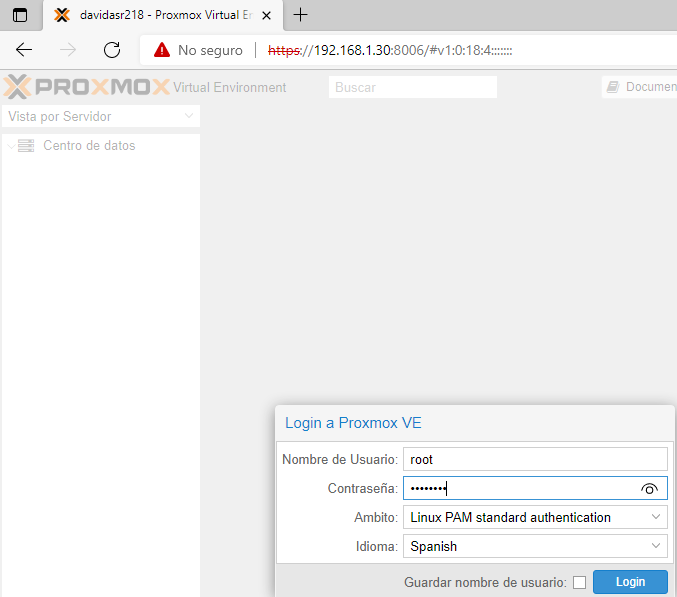 davidasr218 - Proxmox Virtual En
No seguro
https://192.168.1.30:8006/#v1:0:18:4:::::::
PROXMOX Virtual Environment
Buscar
Documen
Vista por Servidor
Centro de datos
Login a Proxmox VE
Nombre de Usuario: root
Contraseña: ••••••••
Ambito: Linux PAM standard authentication
Idioma: Spanish
Guardar nombre de usuario:
Login